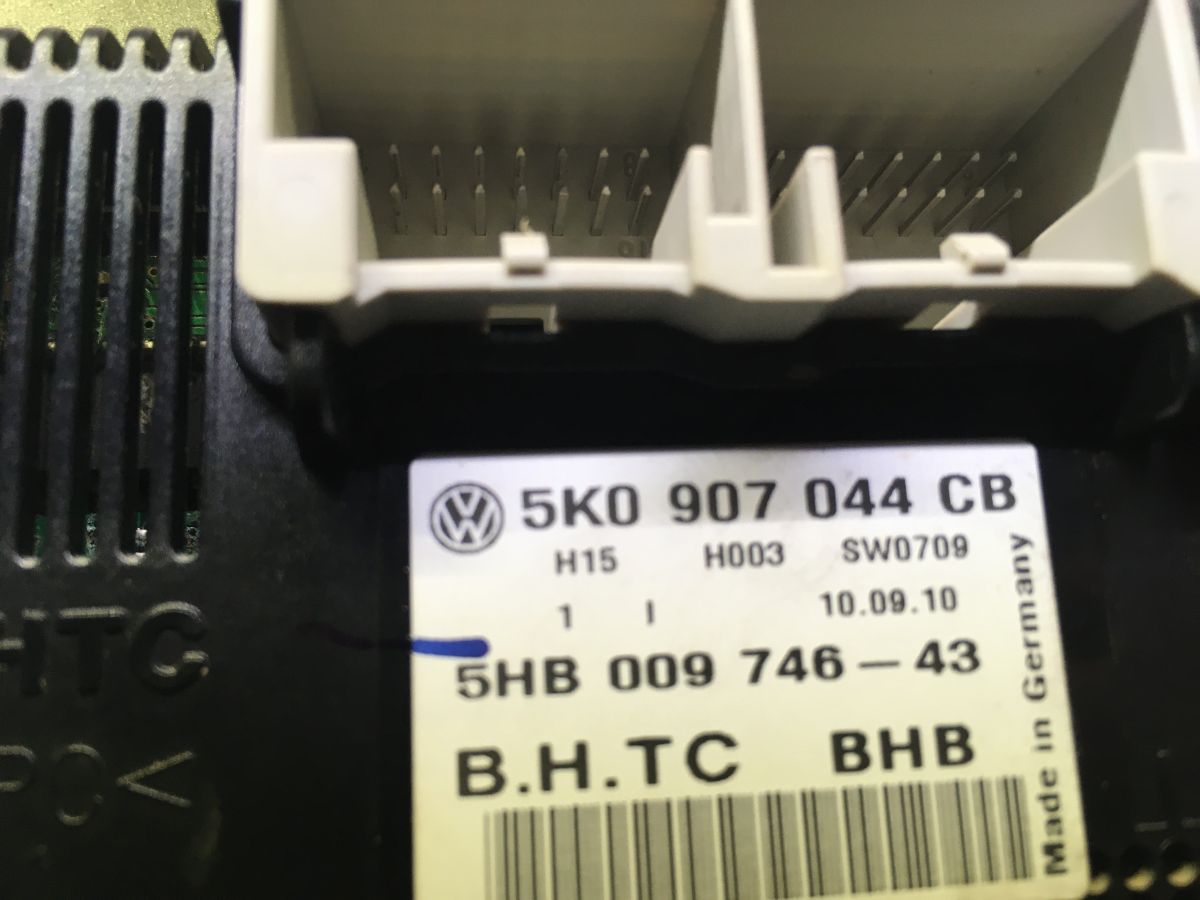 5K0 907 044 CB
H15 H003 SW0709
1 I 10.09.10
5HB 009 746-43
B.H.TC BHB
Made in Germany
HTC